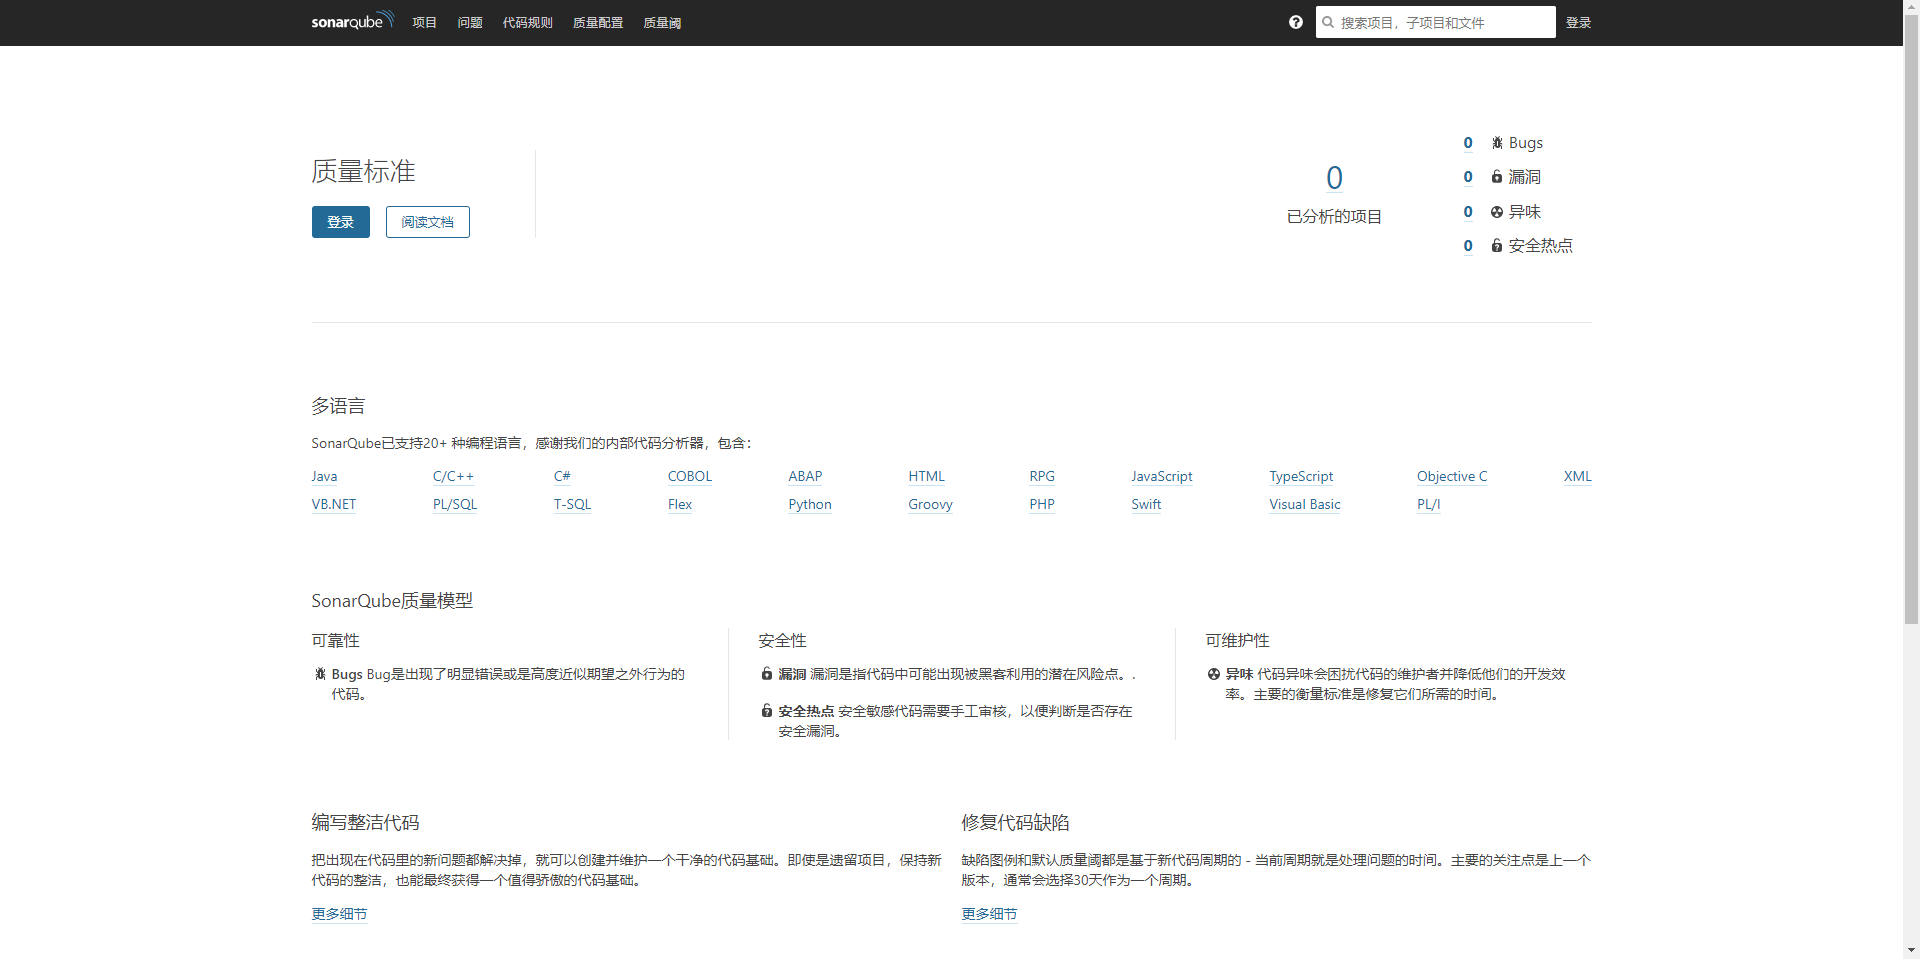 sonarqube 项目 问题 代码规则 质量配置 质量阈 搜索项目，子项目和文件 登录
质量标准
登录 阅读文档
0
已分析的项目
0 Bugs
0 漏洞
0 异味
0 安全热点
多语言
SonarQube已支持20+ 种编程语言，感谢我们的内部代码分析器，包含：
Java C/C++ C# COBOL ABAP HTML RPG JavaScript TypeScript Objective C XML
VB.NET PL/SQL T-SQL Flex Python Groovy PHP Swift Visual Basic PL/I
SonarQube质量模型
可靠性
Bugs Bug是出现了明显错误或是高度近似期望之外行为的
代码。
安全性
漏洞 漏洞是指代码中可能出现被黑客利用的潜在风险点。.
安全热点 安全敏感代码需要手工审核，以便判断是否存在
安全漏洞。
可维护性
异味 代码异味会困扰代码的维护者并降低他们的开发效
率。主要的衡量标准是修复它们所需的时间。
编写整洁代码
把出现在代码里的新问题都解决掉，就可以创建并维护一个干净的代码基础。即使是遗留项目，保持新
代码的整洁，也能最终获得一个值得骄傲的代码基础。
更多细节
修复代码缺陷
缺陷图例和默认质量阈都是基于新代码周期的 - 当前周期就是处理问题的时间。主要的关注点是上一个
版本，通常会选择30天作为一个周期。
更多细节